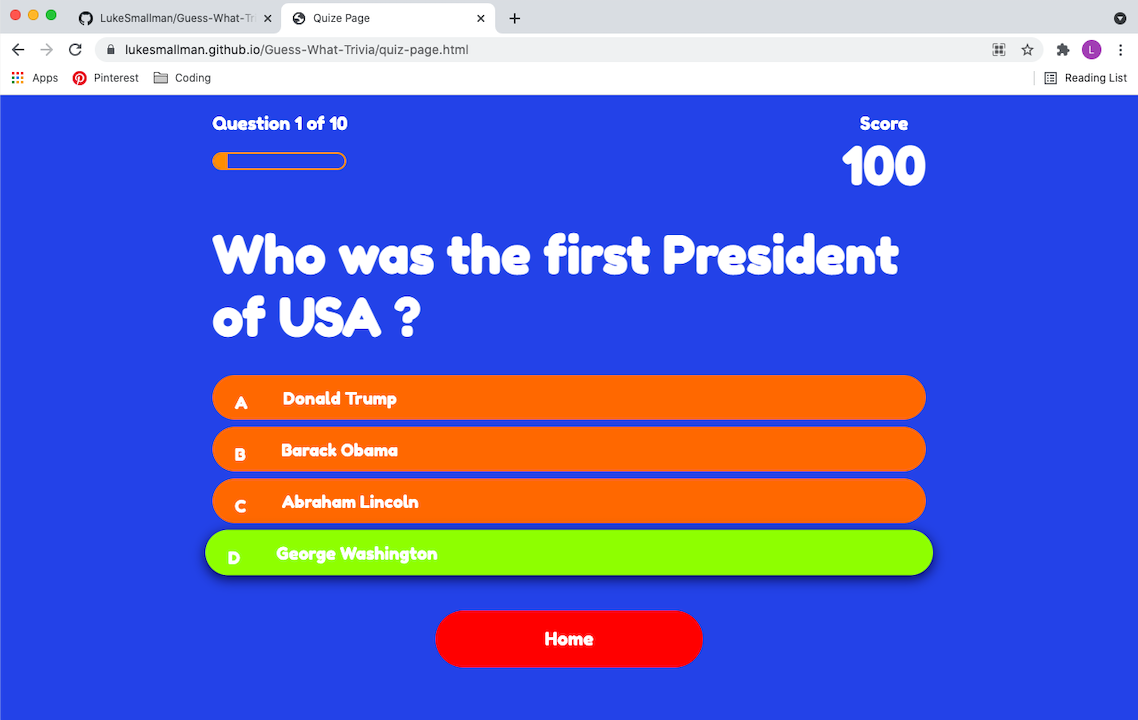 LukeSmallman/Guess-What-Tr
Quize Page
lukesmallman.github.io/Guess-What-Trivia/quiz-page.html
L
Apps
Pinterest
Coding
Reading List
Question 1 of 10
Score
100
Who was the first President
of USA ?
A Donald Trump
B Barack Obama
C Abraham Lincoln
D George Washington
Home